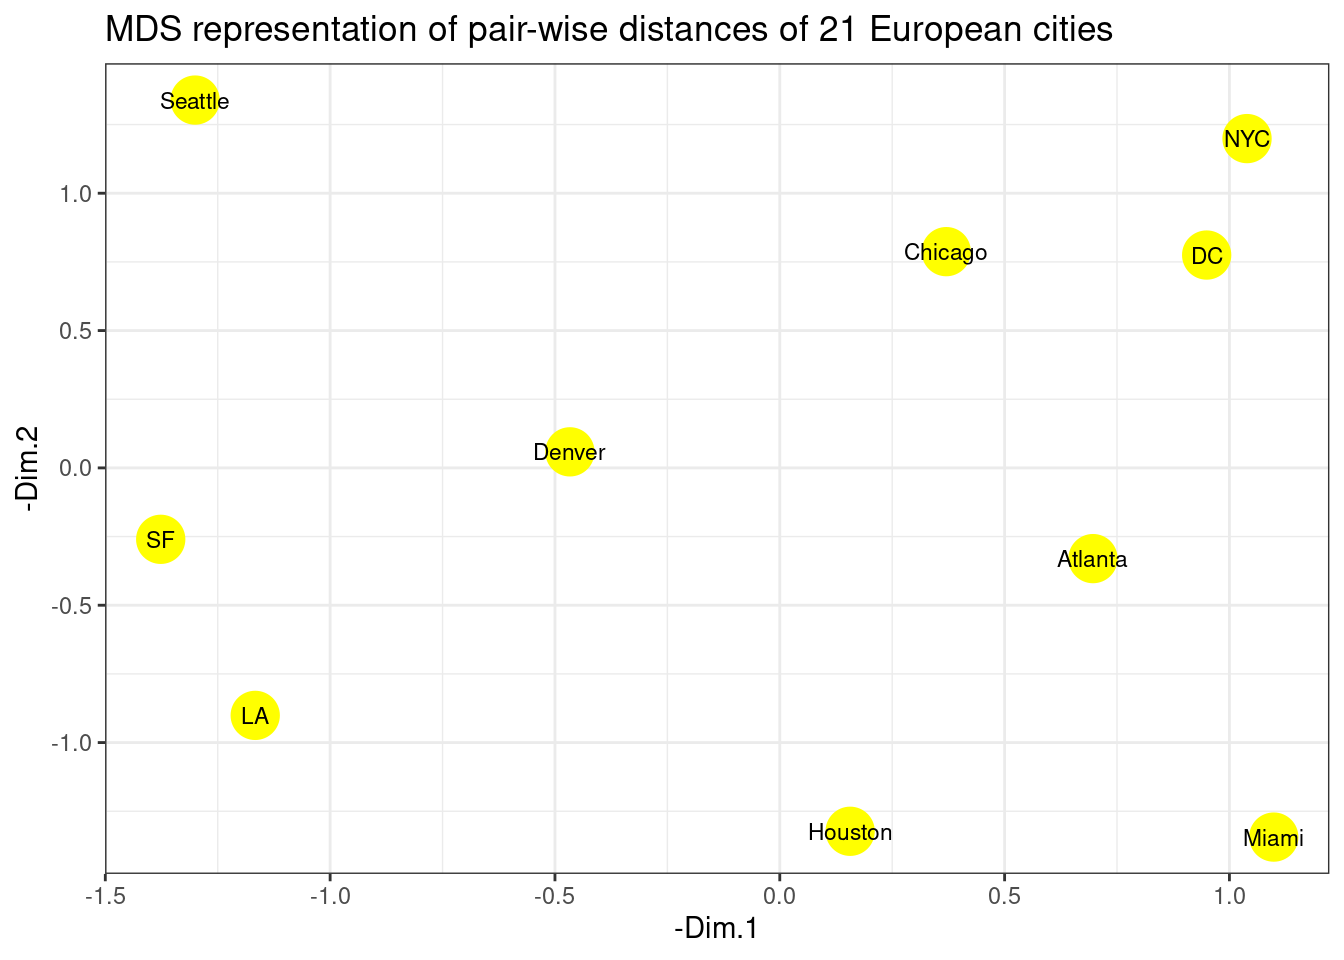 MDS representation of pair-wise distances of 21 European cities
Seattle
NYC
Chicago
DC
Denver
SF
Atlanta
LA
Houston
Miami
1.0
0.5
0.0
-0.5
-1.0
-Dim.2
-1.5 -1.0 -0.5 0.0 0.5 1.0
-Dim.1